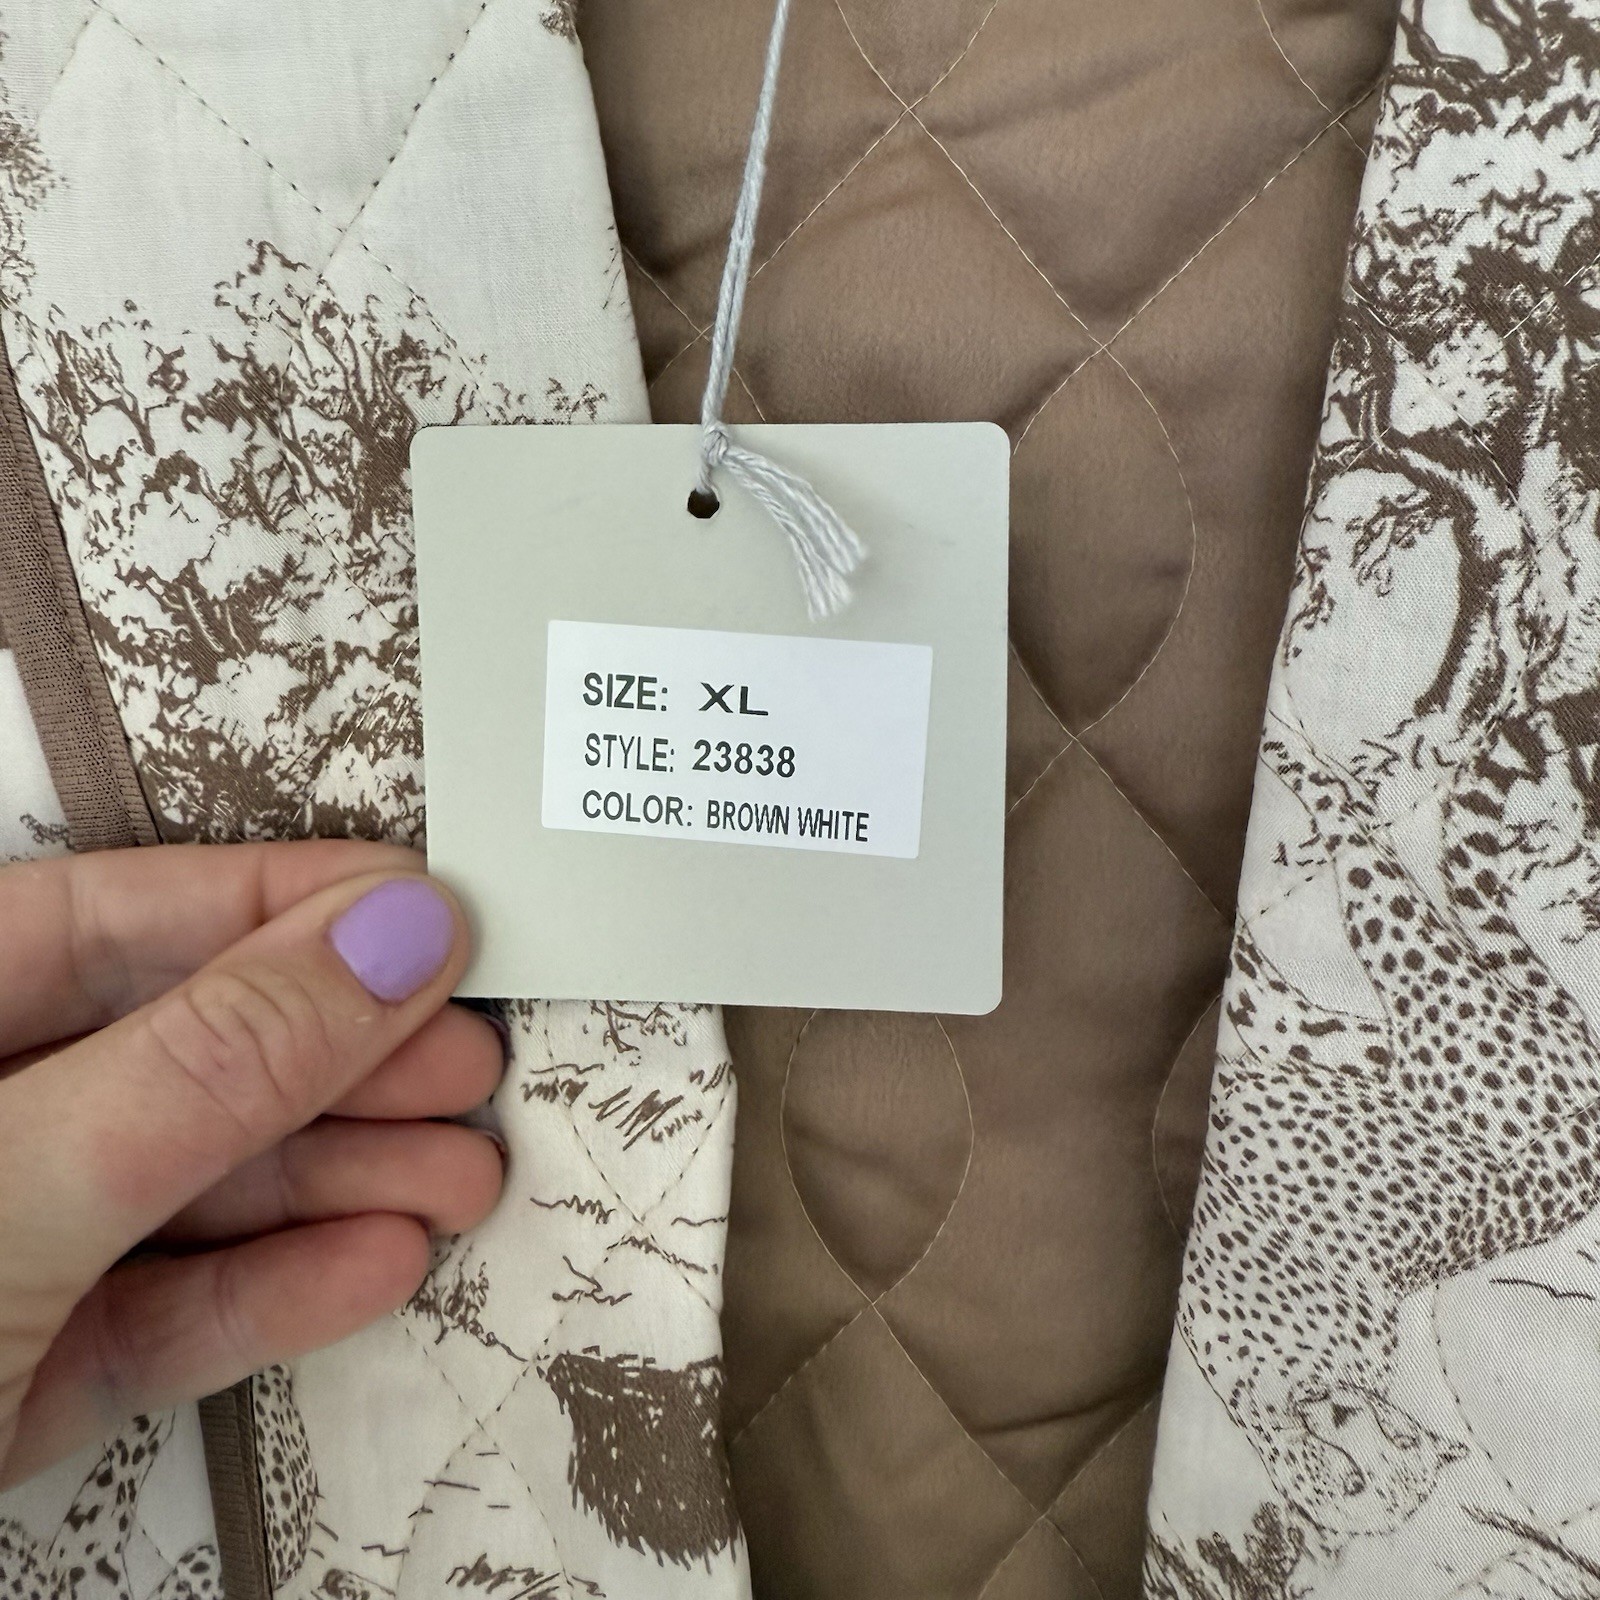 SIZE: XL
STYLE: 23838
COLOR: BROWN WHITE